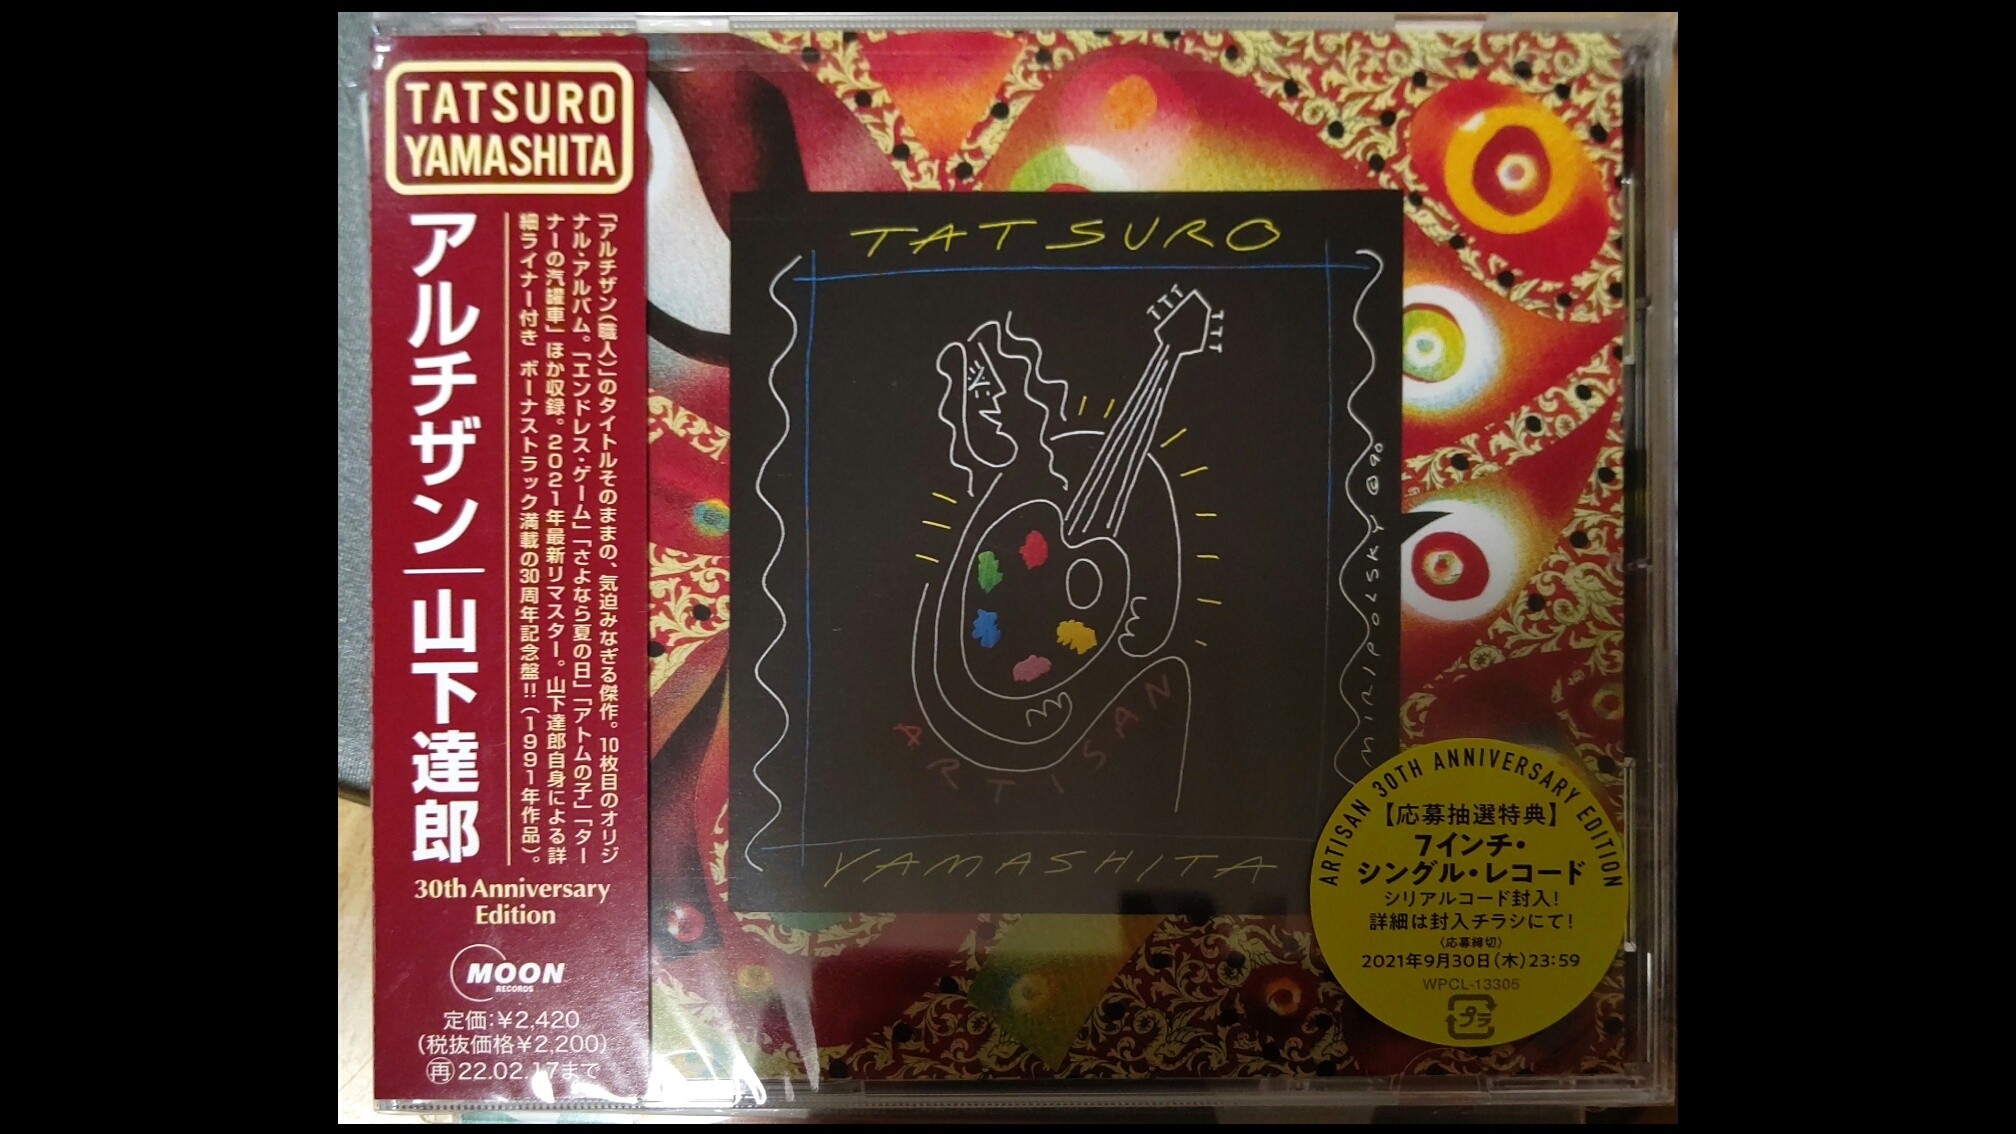 TATSURO
YAMASHITA
アルチザン|山下達郎
「アルチザン(職人)」のタイトルそのままの、気迫みなぎる傑作。10枚目のオリジ
ナル・アルバム。「エンドレス・ゲーム」「さよなら夏の日」「アトムの子」「ター
ナーの汽罐車」ほか収録。2021年最新リマスター。山下達郎自身による詳
細ライナー付き ボーナストラック満載の30周年記念盤!!(1991年作品)。
30th Anniversary
Edition
MOON
RECORDS
定価:¥2,420
(税抜価格¥2,200)
再22.02.17まで
TATSURO
MIRIPOLSKY©90
ARTISAN
YAMASHITA
ARTISAN 30TH ANNIVERSARY EDITION
【応募抽選特典】
7インチ・
シングル・レコード
シリアルコード封入!
詳細は封入チラシにて!
〈応募締切〉
2021年9月30日(木)23:59
WPCL-13305
プラ